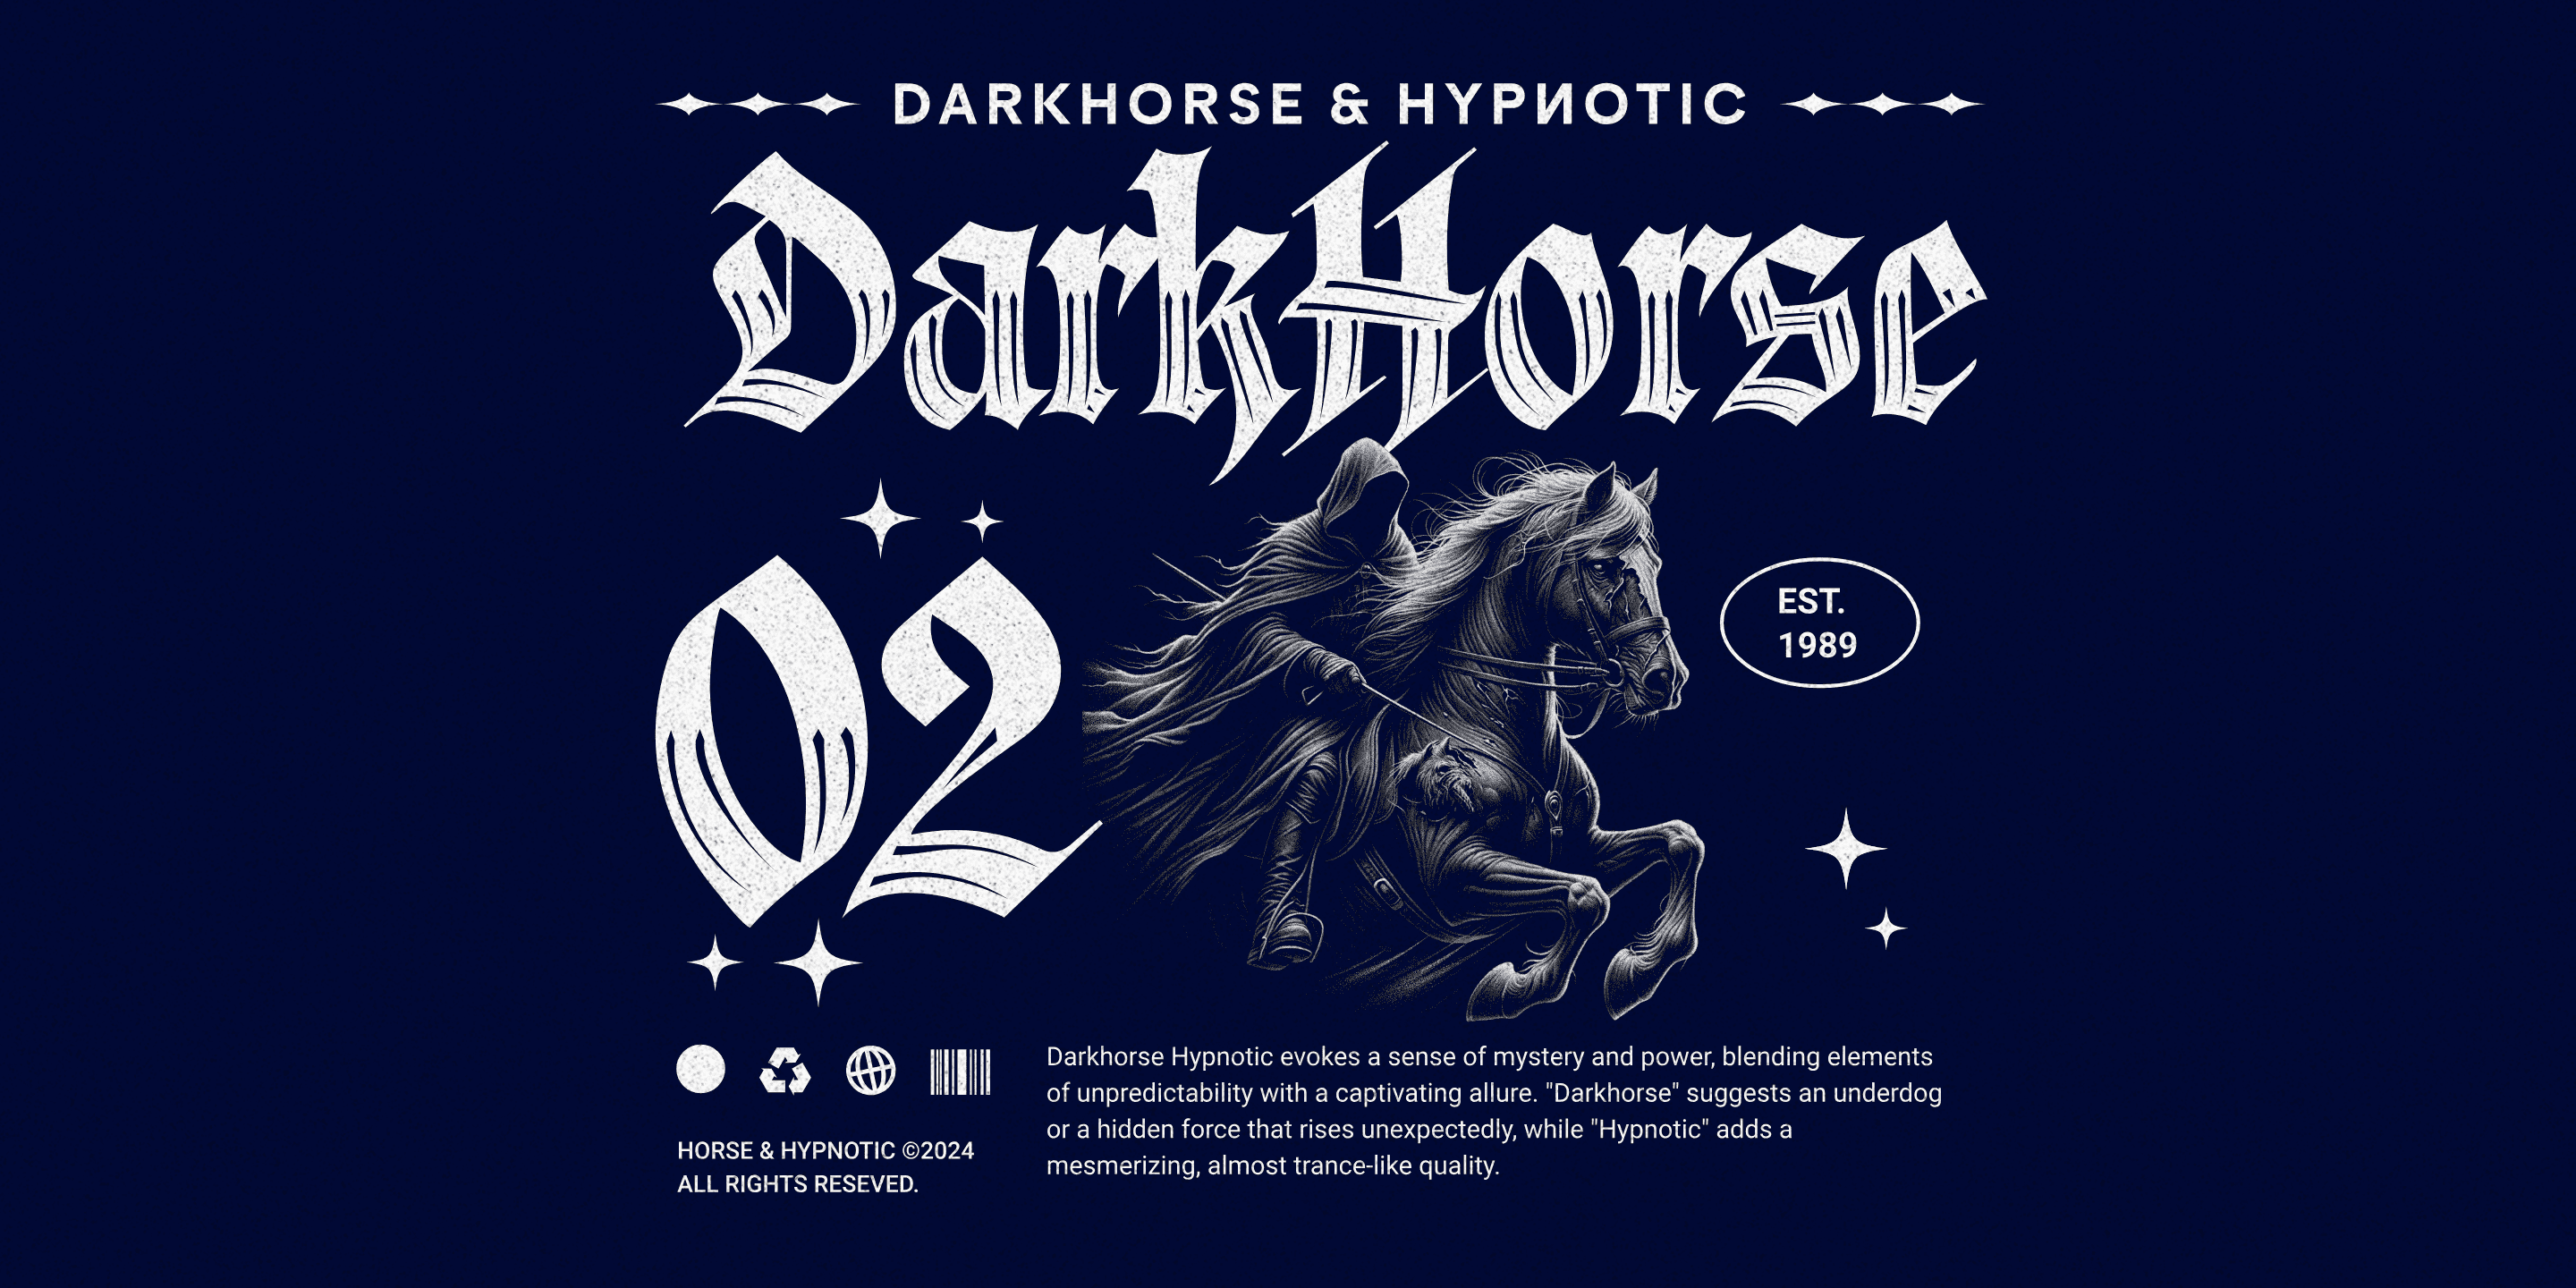 DARKHORSE & HYPИOTIC
DarkHorse
02
EST.
1989
Darkhorse Hypnotic evokes a sense of mystery and power, blending elements
of unpredictability with a captivating allure. "Darkhorse" suggests an underdog
or a hidden force that rises unexpectedly, while "Hypnotic" adds a
mesmerizing, almost trance-like quality.
HORSE & HYPNOTIC ©2024
ALL RIGHTS RESEVED.